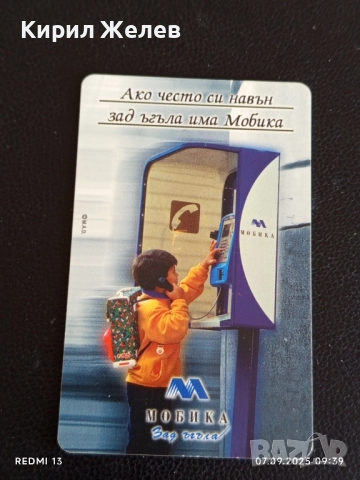 Кирил Желев
Ако често си навън
зад ъгъла има Мобика
МОБИКА
МОБИКА
Зад ъгъла
REDMI 13
07.09.2025 09:39
BAZAR